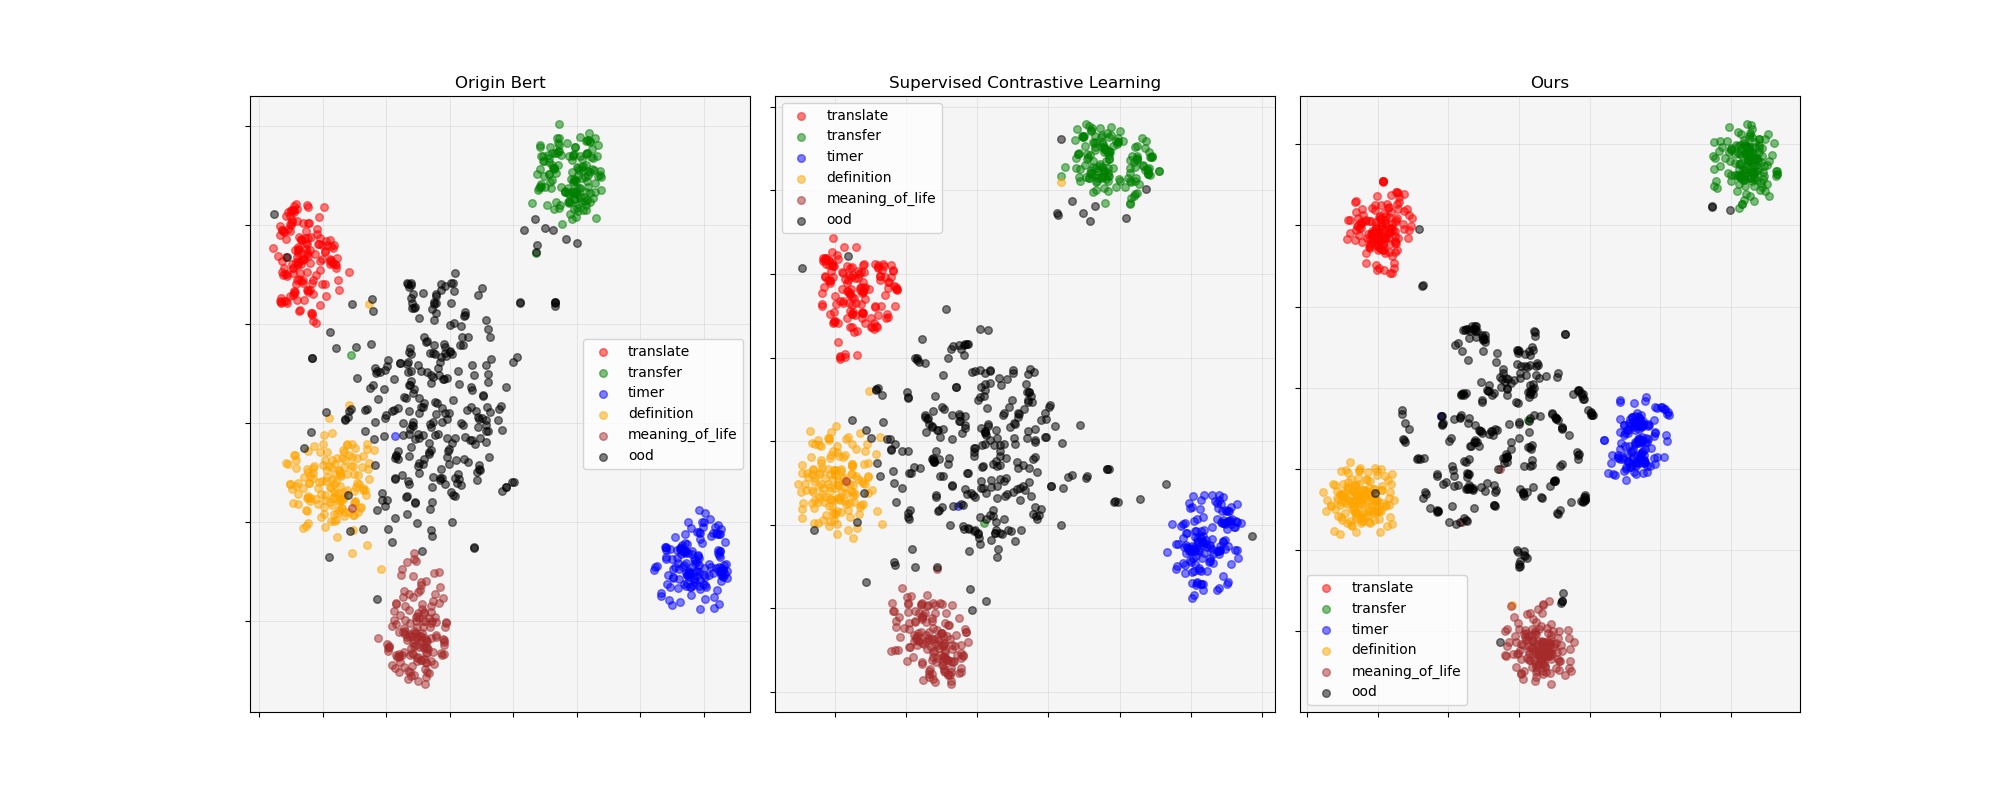 Origin Bert
translate
transfer
timer
definition
meaning_of_life
ood
Supervised Contrastive Learning
translate
transfer
timer
definition
meaning_of_life
ood
Ours
translate
transfer
timer
definition
meaning_of_life
ood